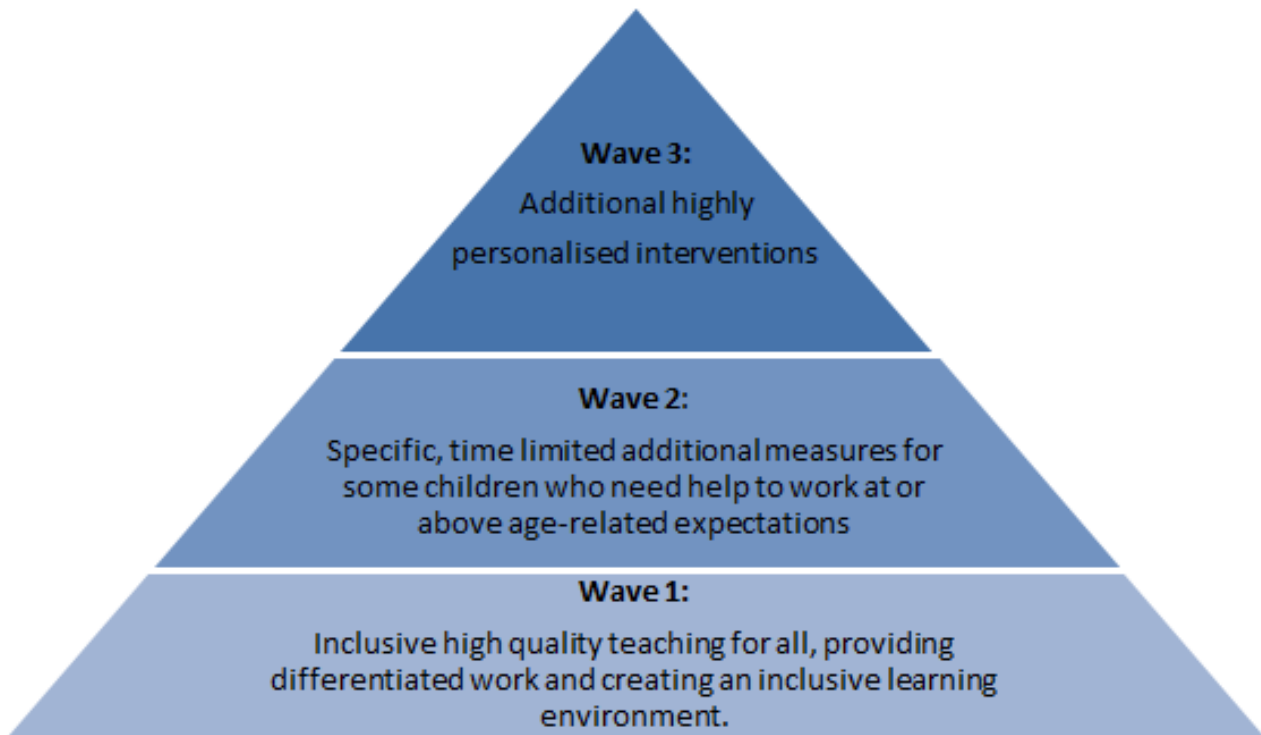 Wave 3:
Additional highly
personalised interventions
Wave 2:
Specific, time limited additional measures for
some children who need help to work at or
above age-related expectations
Wave 1:
Inclusive high quality teaching for all, providing
differentiated work and creating an inclusive learning
environment.